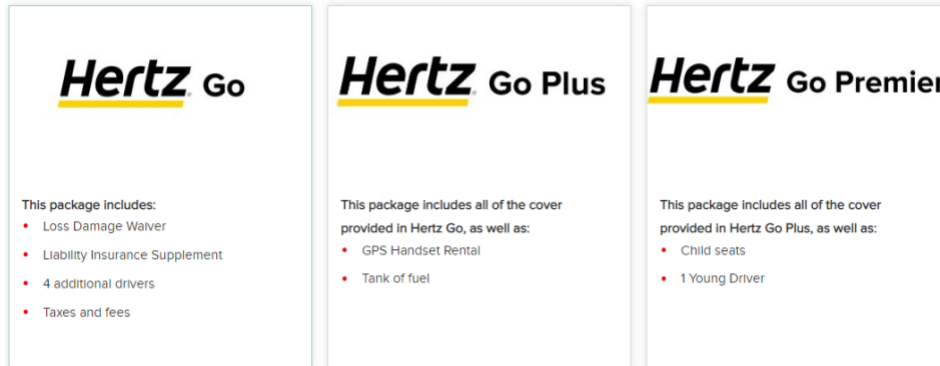 Hertz Go
This package includes:
Loss Damage Waiver
Liability Insurance Supplement
4 additional drivers
Taxes and fees
Hertz Go Plus
This package includes all of the cover
provided in Hertz Go, as well as:
GPS Handset Rental
Tank of fuel
Hertz Go Premier
This package includes all of the cover
provided in Hertz Go Plus, as well as:
Child seats
1 Young Driver